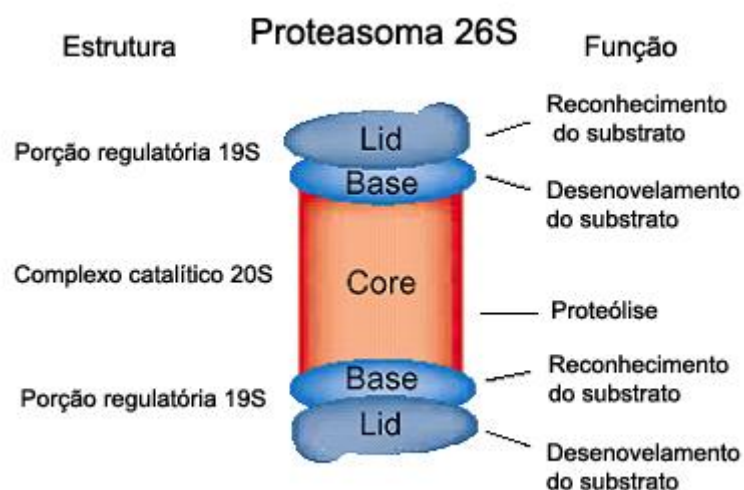 Proteasoma 26S
Estrutura
Função
Lid
Reconhecimento
do substrato
Porção regulatória 19S
Base
Desenovelamento
do substrato
Complexo catalítico 20S
Core
Proteólise
Porção regulatória 19S
Base
Reconhecimento
do substrato
Lid
Desenovelamento
do substrato